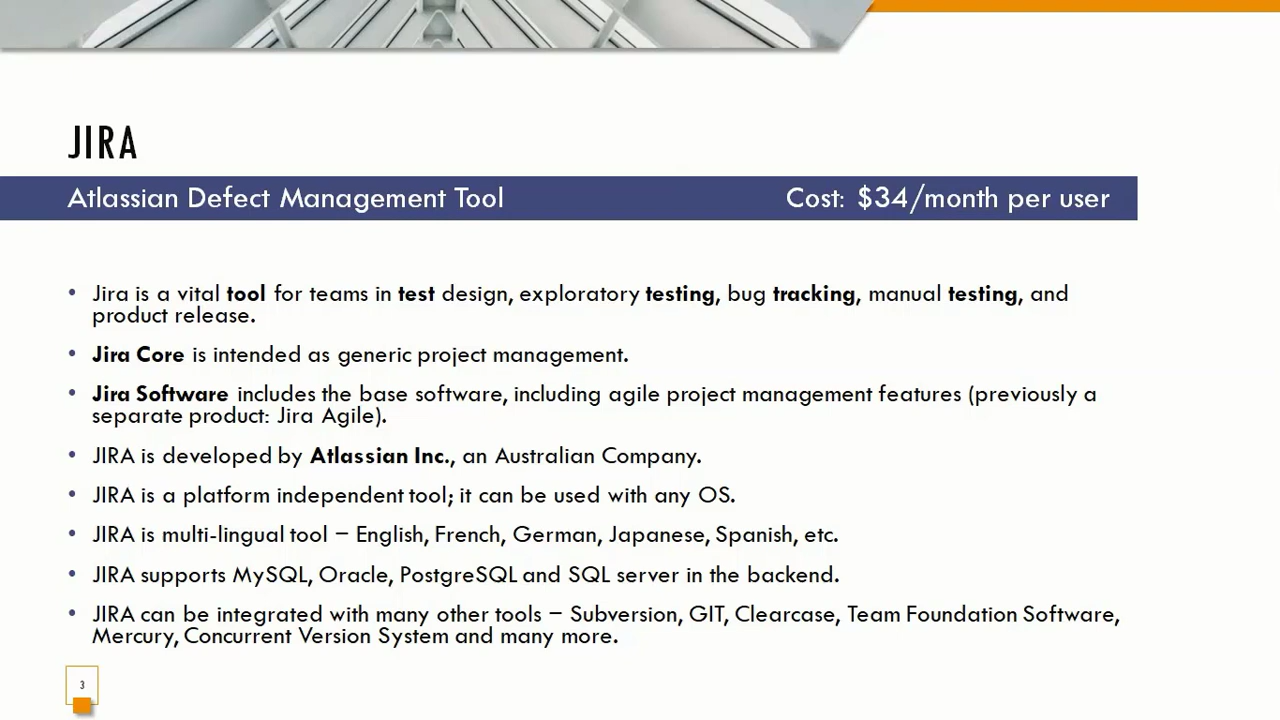 JIRA
Atlassian Defect Management Tool Cost: $34/month per user
• Jira is a vital tool for teams in test design, exploratory testing, bug tracking, manual testing, and
product release.
• Jira Core is intended as generic project management.
• Jira Software includes the base software, including agile project management features (previously a
separate product: Jira Agile).
• JIRA is developed by Atlassian Inc., an Australian Company.
• JIRA is a platform independent tool; it can be used with any OS.
• JIRA is multi-lingual tool − English, French, German, Japanese, Spanish, etc.
• JIRA supports MySQL, Oracle, PostgreSQL and SQL server in the backend.
• JIRA can be integrated with many other tools − Subversion, GIT, Clearcase, Team Foundation Software,
Mercury, Concurrent Version System and many more.
3